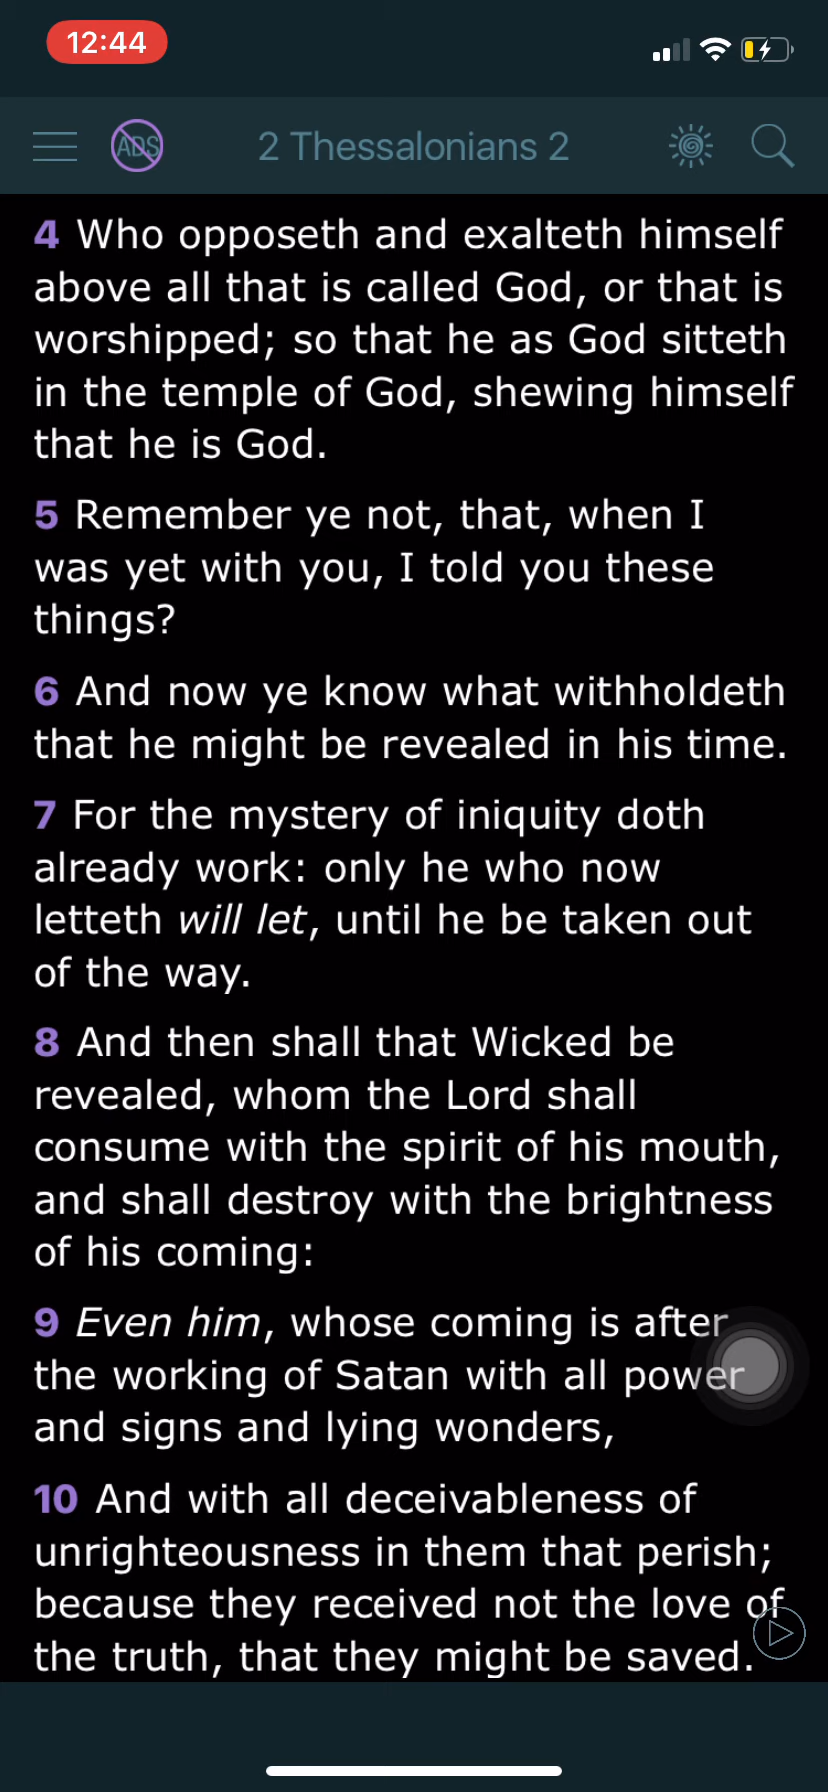 12:44
ADS
2 Thessalonians 2
4 Who opposeth and exalteth himself
above all that is called God, or that is
worshipped; so that he as God sitteth
in the temple of God, shewing himself
that he is God.
5 Remember ye not, that, when I
was yet with you, I told you these
things?
6 And now ye know what withholdeth
that he might be revealed in his time.
7 For the mystery of iniquity doth
already work: only he who now
letteth will let, until he be taken out
of the way.
8 And then shall that Wicked be
revealed, whom the Lord shall
consume with the spirit of his mouth,
and shall destroy with the brightness
of his coming:
9 Even him, whose coming is after
the working of Satan with all power
and signs and lying wonders,
10 And with all deceivableness of
unrighteousness in them that perish;
because they received not the love of
the truth, that they might be saved.